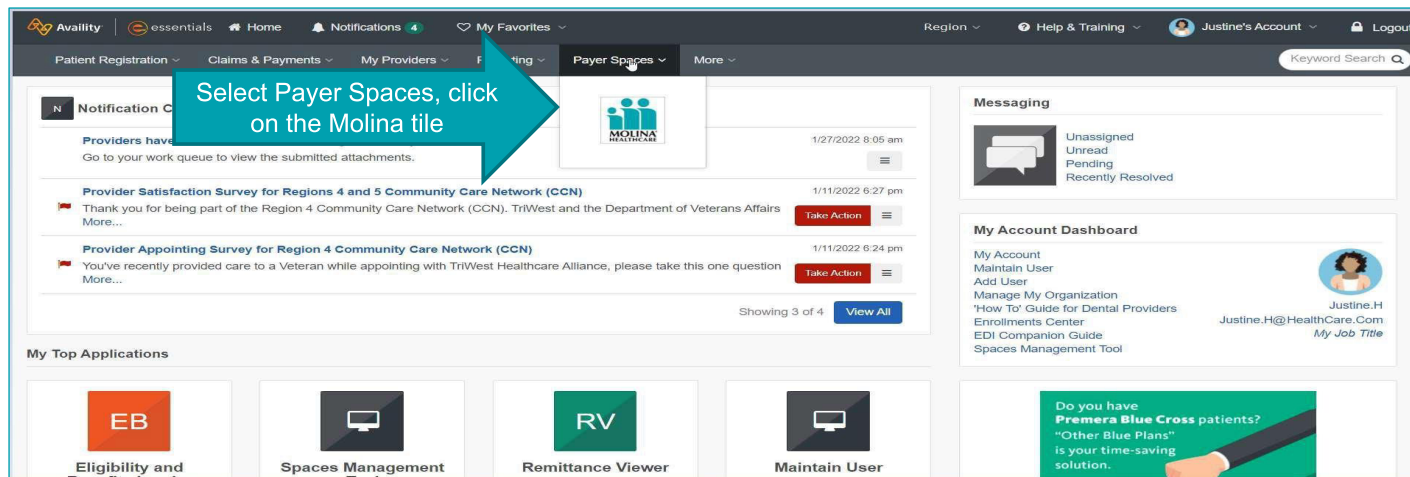 Availity essentials Home Notifications 4 My Favorites Region Help & Training Justine's Account Logout
Patient Registration Claims & Payments My Providers Payer Spaces More Keyword Search
Select Payer Spaces, click
on the Molina tile
MOLINA
HEALTHCARE
N Notification
Providers have 1/27/2022 8:05 am
Go to your work queue to view the submitted attachments.
Provider Satisfaction Survey for Regions 4 and 5 Community Care Network (CCN) 1/11/2022 6:27 pm
Thank you for being part of the Region 4 Community Care Network (CCN). TriWest and the Department of Veterans Affairs
More... Take Action
Provider Appointing Survey for Region 4 Community Care Network (CCN) 1/11/2022 6:24 pm
You've recently provided care to a Veteran while appointing with TriWest Healthcare Alliance, please take this one question
More... Take Action
Showing 3 of 4 View All
My Top Applications
EB
Eligibility and
Spaces Management
RV
Remittance Viewer
Maintain User
Messaging
Unassigned
Unread
Pending
Recently Resolved
My Account Dashboard
My Account
Maintain User
Add User
Manage My Organization
'How To' Guide for Dental Providers
Enrollments Center
EDI Companion Guide
Spaces Management Tool
Justine.H
Justine.H@HealthCare.Com
My Job Title
Do you have
Premera Blue Cross patients?
"Other Blue Plans"
is your time-saving
solution.